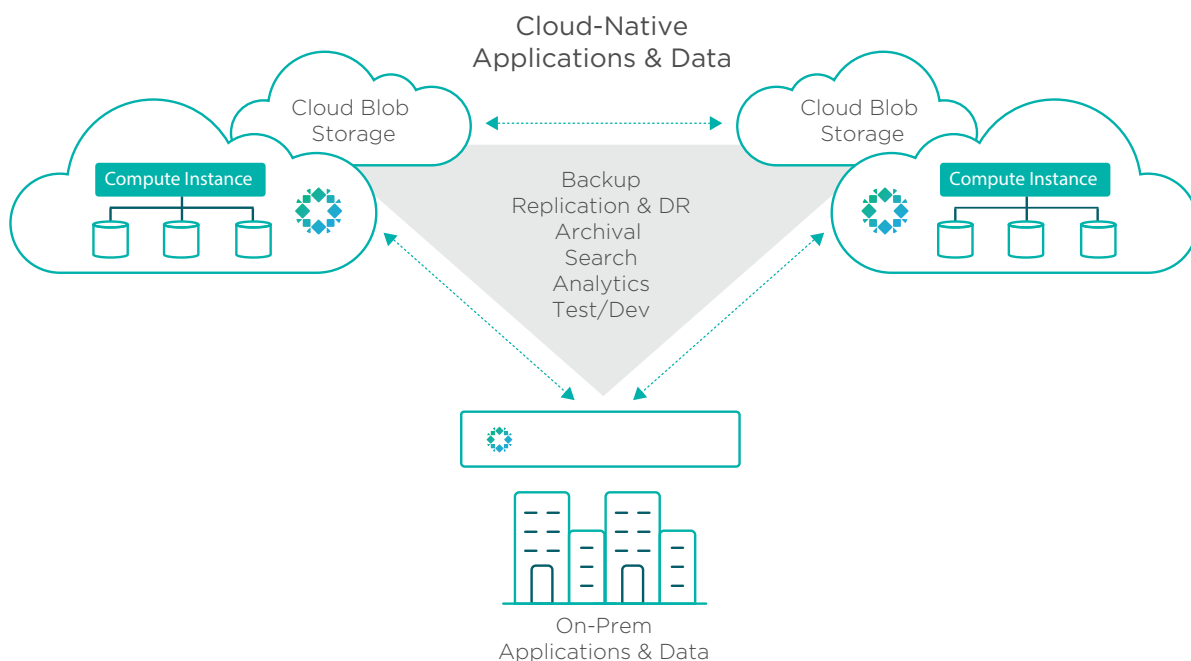 Cloud-Native
Applications & Data
Cloud Blob
Storage
Cloud Blob
Storage
Compute Instance
Compute Instance
Backup
Replication & DR
Archival
Search
Analytics
Test/Dev
On-Prem
Applications & Data